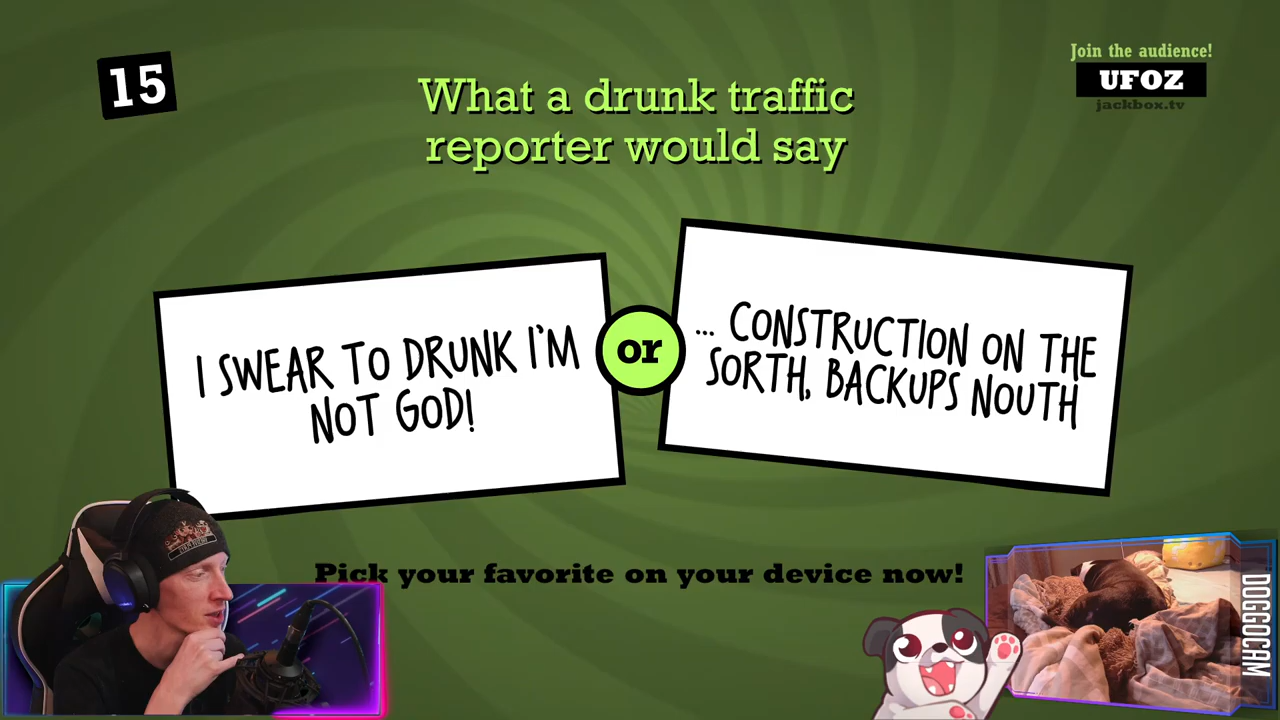 15
Join the audience!
UFOZ
jackbox.tv
What a drunk traffic
reporter would say
I SWEAR TO DRUNK I'M
NOT GOD!
or
... CONSTRUCTION ON THE
SORTH, BACKUPS NOUTH
Pick your favorite on your device now!
DOGGOCAM